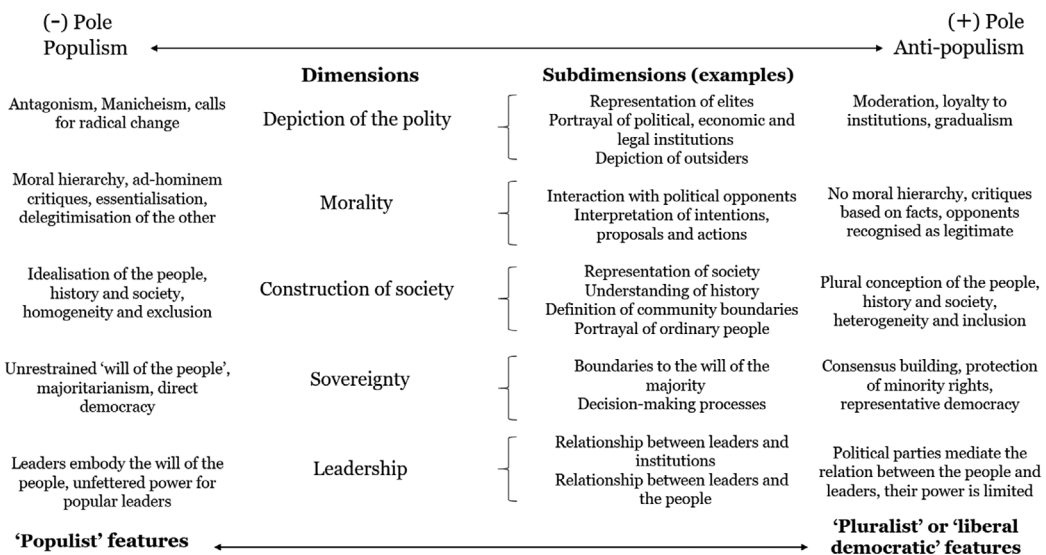 (-) Pole
Populism
(+) Pole
Anti-populism
Dimensions
Subdimensions (examples)
Antagonism, Manicheism, calls
for radical change
Depiction of the polity
Representation of elites
Portrayal of political, economic and
legal institutions
Depiction of outsiders
Moderation, loyalty to
institutions, gradualism
Moral hierarchy, ad-hominem
critiques, essentialisation,
delegitimisation of the other
Morality
Interaction with political opponents
Interpretation of intentions,
proposals and actions
No moral hierarchy, critiques
based on facts, opponents
recognised as legitimate
Idealisation of the people,
history and society,
homogeneity and exclusion
Construction of society
Representation of society
Understanding of history
Definition of community boundaries
Portrayal of ordinary people
Plural conception of the people,
history and society,
heterogeneity and inclusion
Unrestrained ‘will of the people’,
majoritarianism, direct
democracy
Sovereignty
Boundaries to the will of the
majority
Decision-making processes
Consensus building, protection
of minority rights,
representative democracy
Leaders embody the will of the
people, unfettered power for
popular leaders
Leadership
Relationship between leaders and
institutions
Relationship between leaders and
the people
Political parties mediate the
relation between the people and
leaders, their power is limited
‘Populist’ features
‘Pluralist’ or ‘liberal
democratic’ features